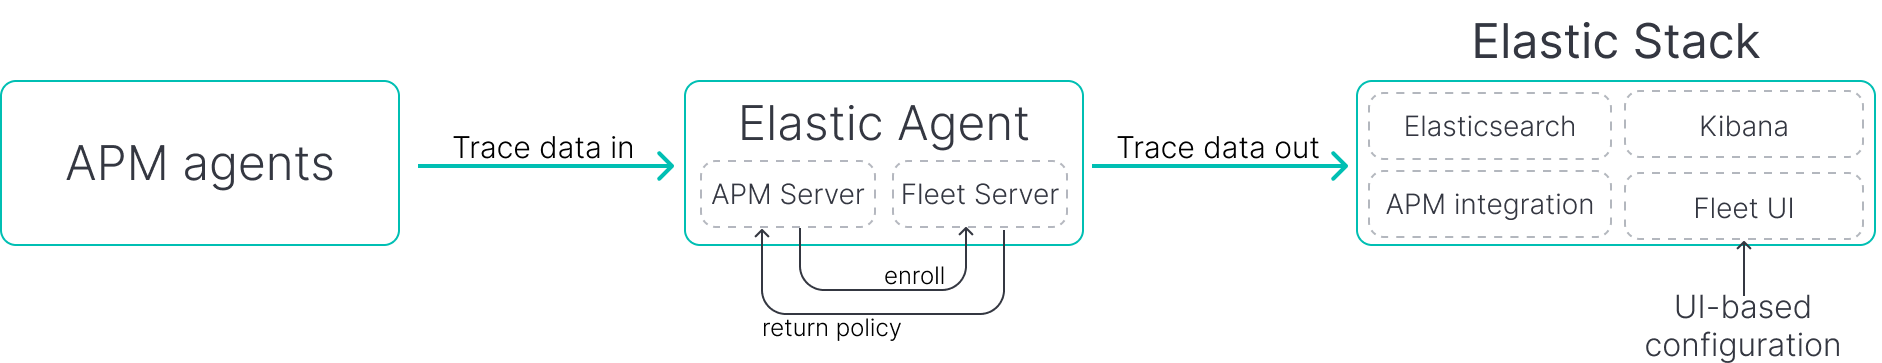 APM agents
Trace data in
Elastic Agent
APM Server
Fleet Server
enroll
return policy
Trace data out
Elastic Stack
Elasticsearch
Kibana
APM integration
Fleet UI
UI-based
configuration